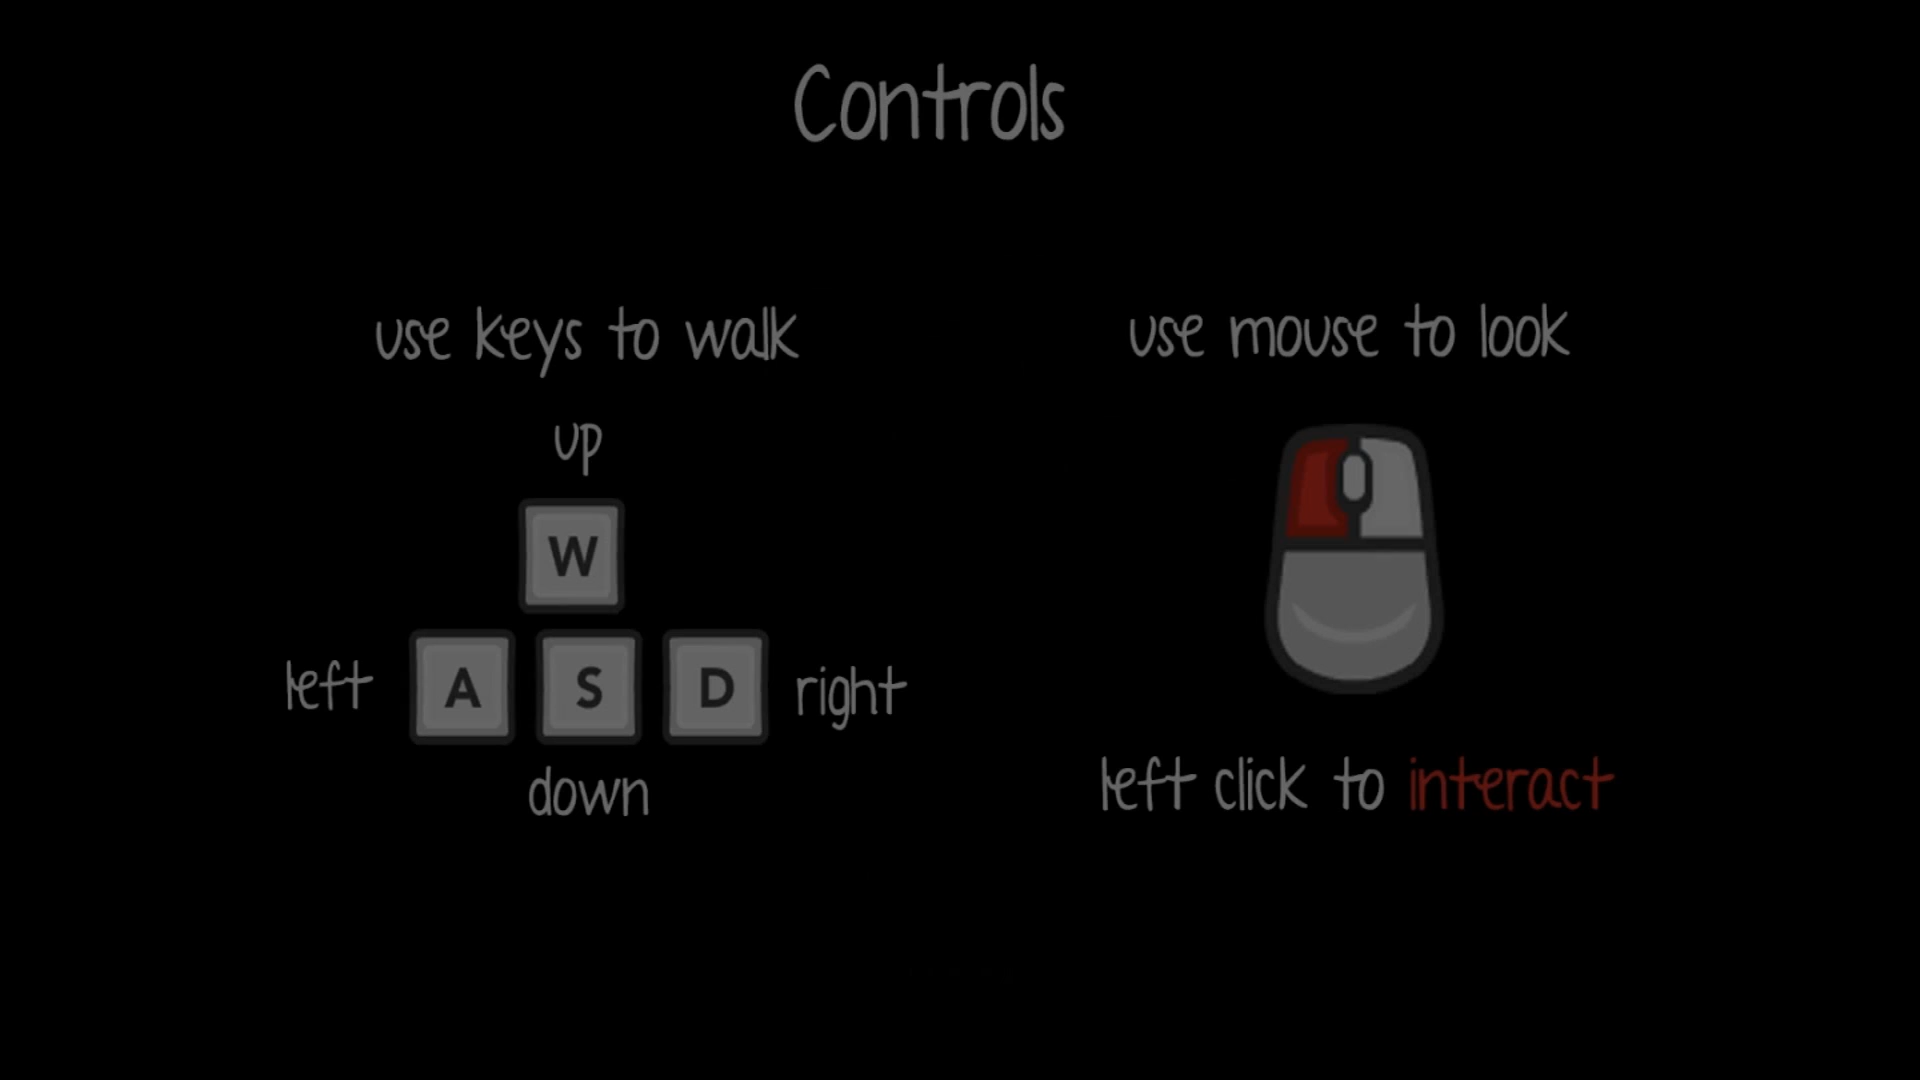 Controls
use keys to walk
up
W
left A S D right
down
use mouse to look
left click to interact